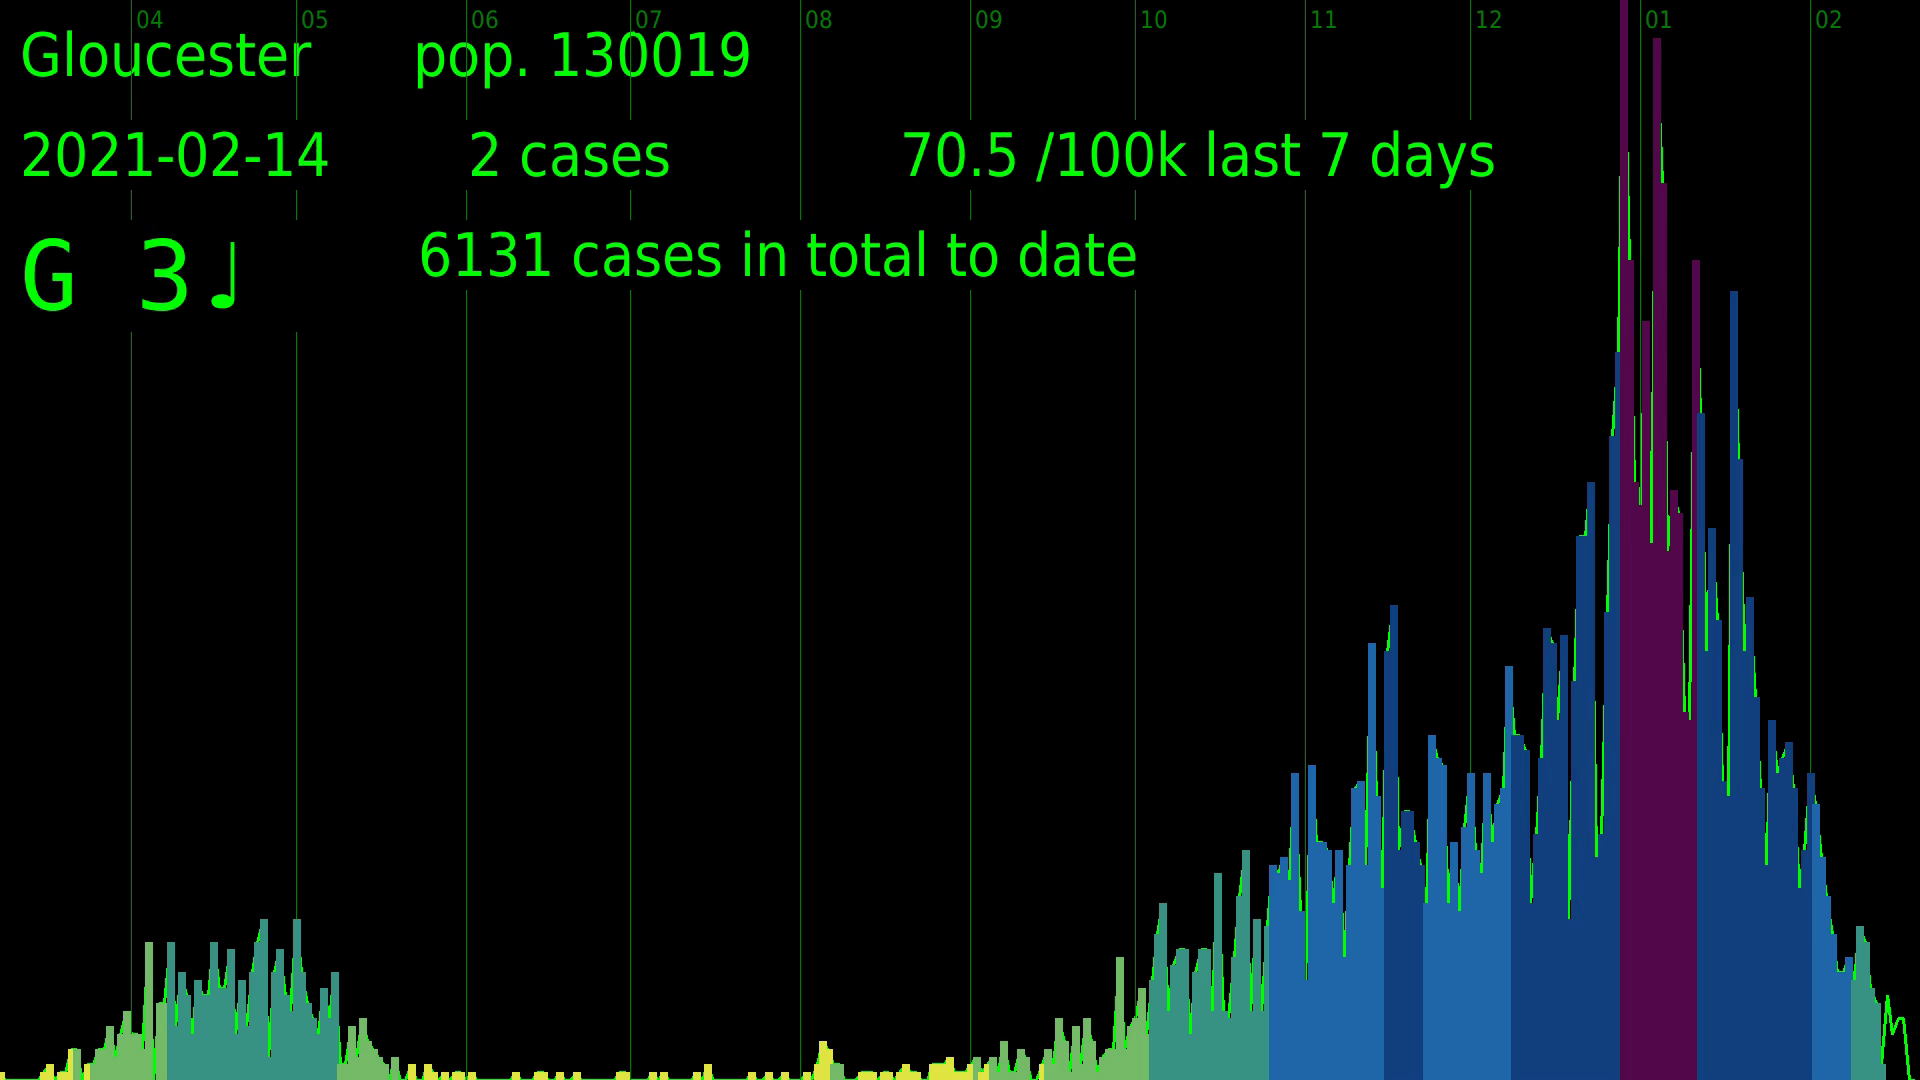 04 05 06 07 08 09 10 11 12 01 02
Gloucester pop. 130019
2021-02-14 2 cases 70.5 /100k last 7 days
G 3♩ 6131 cases in total to date